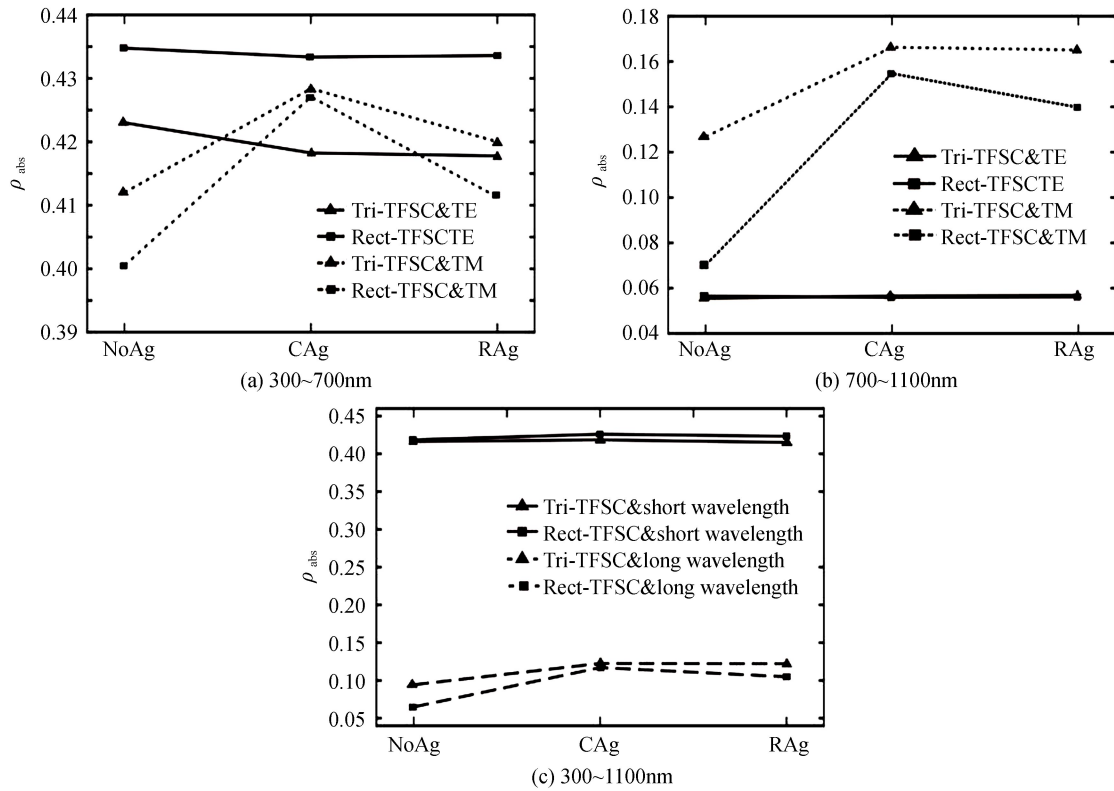 0.44
0.43
0.42
0.41
0.40
0.39
ρ abs
Tri-TFSC&TE
Rect-TFSCTE
Tri-TFSC&TM
Rect-TFSC&TM
NoAg CAg RAg
(a) 300~700nm
0.18
0.16
0.14
0.12
0.10
0.08
0.06
0.04
ρ abs
Tri-TFSC&TE
Rect-TFSCTE
Tri-TFSC&TM
Rect-TFSC&TM
NoAg CAg RAg
(b) 700~1100nm
0.45
0.40
0.35
0.30
0.25
0.20
0.15
0.10
0.05
ρ abs
Tri-TFSC&short wavelength
Rect-TFSC&short wavelength
Tri-TFSC&long wavelength
Rect-TFSC&long wavelength
NoAg CAg RAg
(c) 300~1100nm